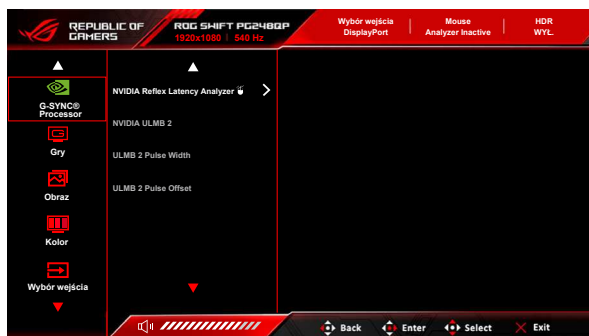 REPUBLIC OF
GAMERS
ROG SHIFT PG248QP
1920x1080 | 540 Hz
Wybór wejścia
DisplayPort
Mouse
Analyzer Inactive
HDR
WYŁ.
G-SYNC®
Processor
Gry
Obraz
Kolor
Wybór wejścia
NVIDIA Reflex Latency Analyzer
NVIDIA ULMB 2
ULMB 2 Pulse Width
ULMB 2 Pulse Offset
Back Enter Select Exit